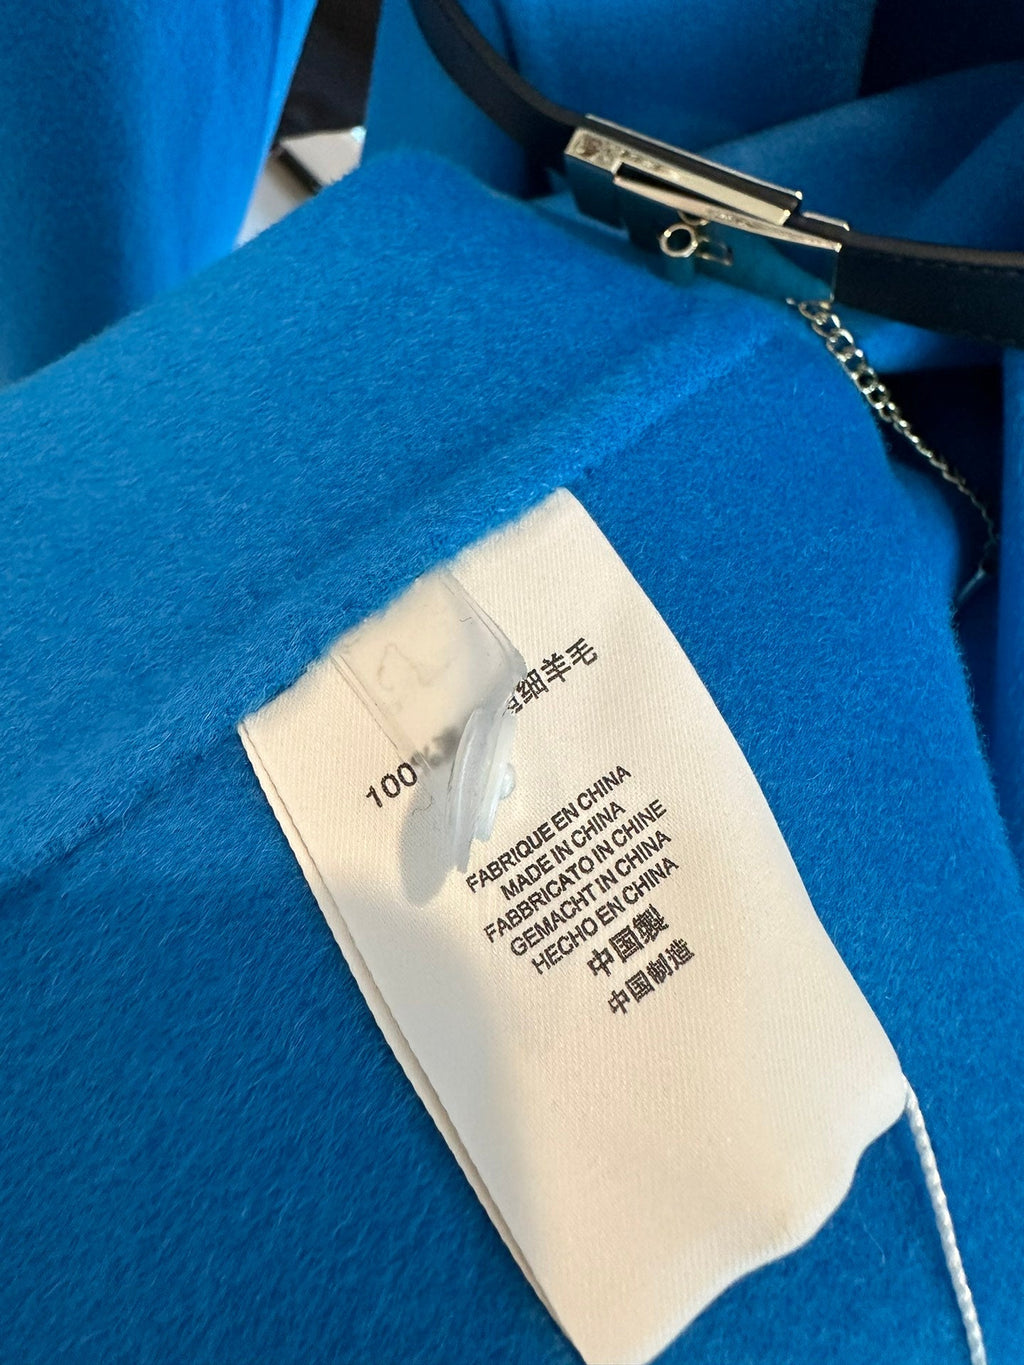 100%
细羊毛
FABRIQUE EN CHINA
MADE IN CHINA
FABBRICATO IN CHINE
GEMACHT IN CHINA
HECHO EN CHINA
中国製
中国制造